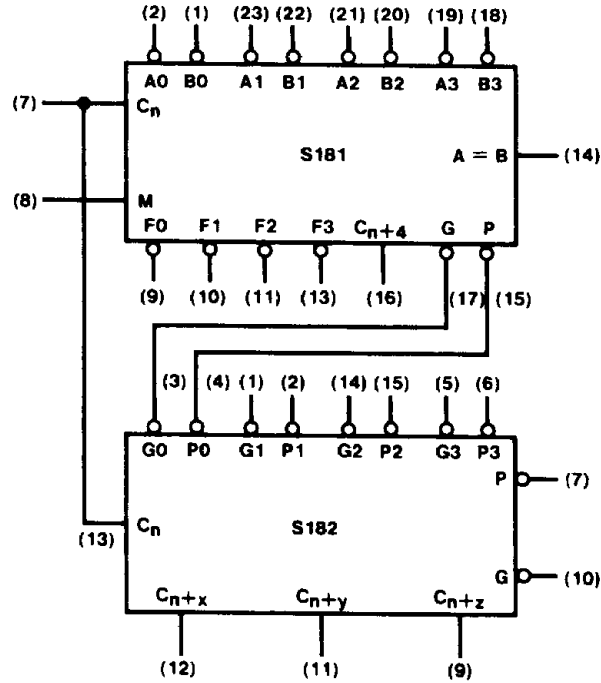 (2) (1) (23) (22) (21) (20) (19) (18)
A0 B0 A1 B1 A2 B2 A3 B3
(7) Cn
S181 A = B (14)
(8) M
F0 F1 F2 F3 Cn+4 G P
(9) (10) (11) (13) (16) (17) (15)
(3) (4) (1) (2) (14) (15) (5) (6)
G0 P0 G1 P1 G2 P2 G3 P3
P (7)
(13) Cn S182
G (10)
Cn+x Cn+y Cn+z
(12) (11) (9)